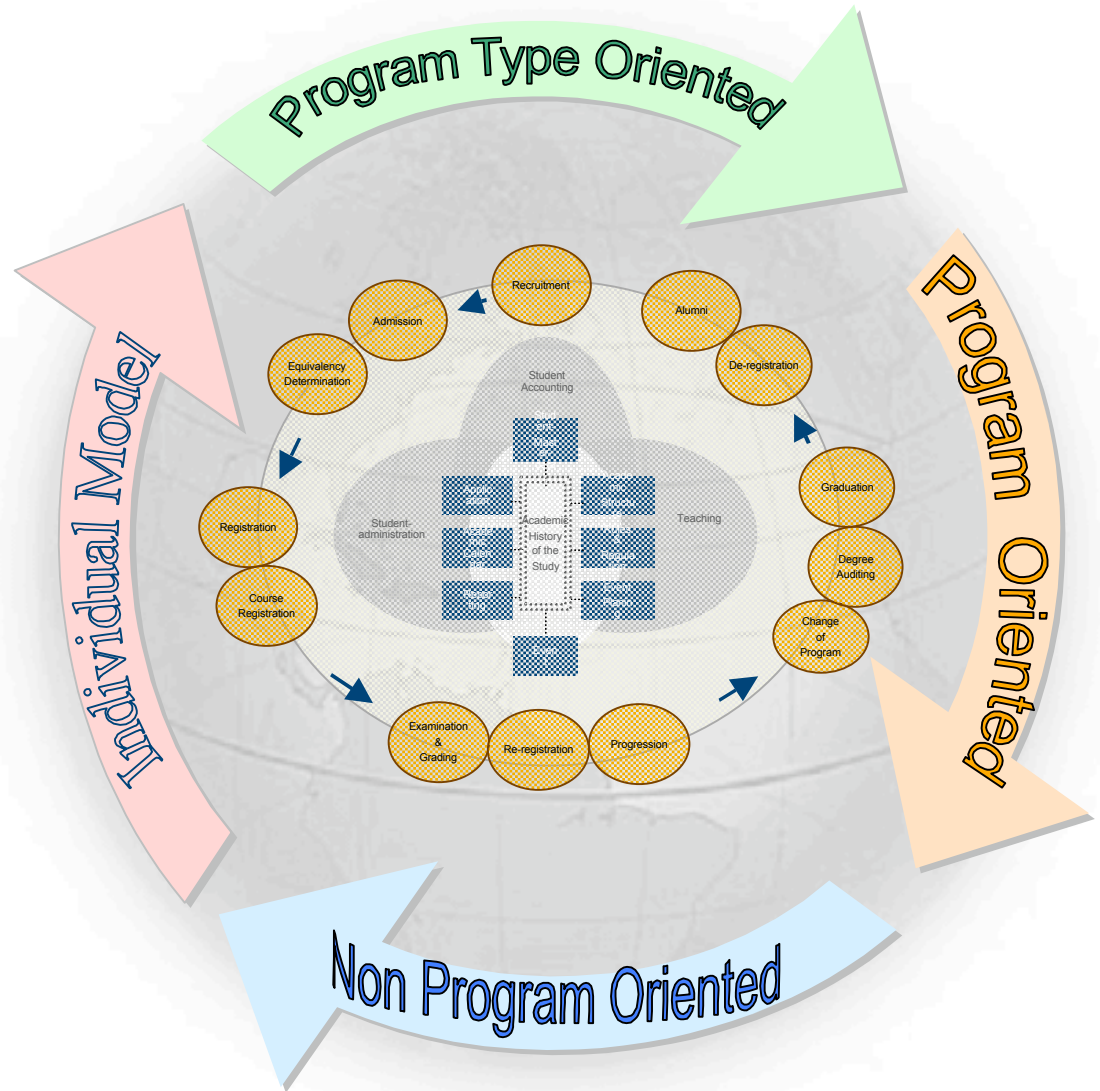 Program Type Oriented
Program Oriented
Non Program Oriented
Individual Model
Recruitment
Admission
Equivalency
Determination
Registration
Course
Registration
Examination
&
Grading
Re-registration
Progression
Change
of
Program
Degree
Auditing
Graduation
De-registration
Alumni
Student
Accounting
Student-
administration
Teaching
Academic
History
of the
Study